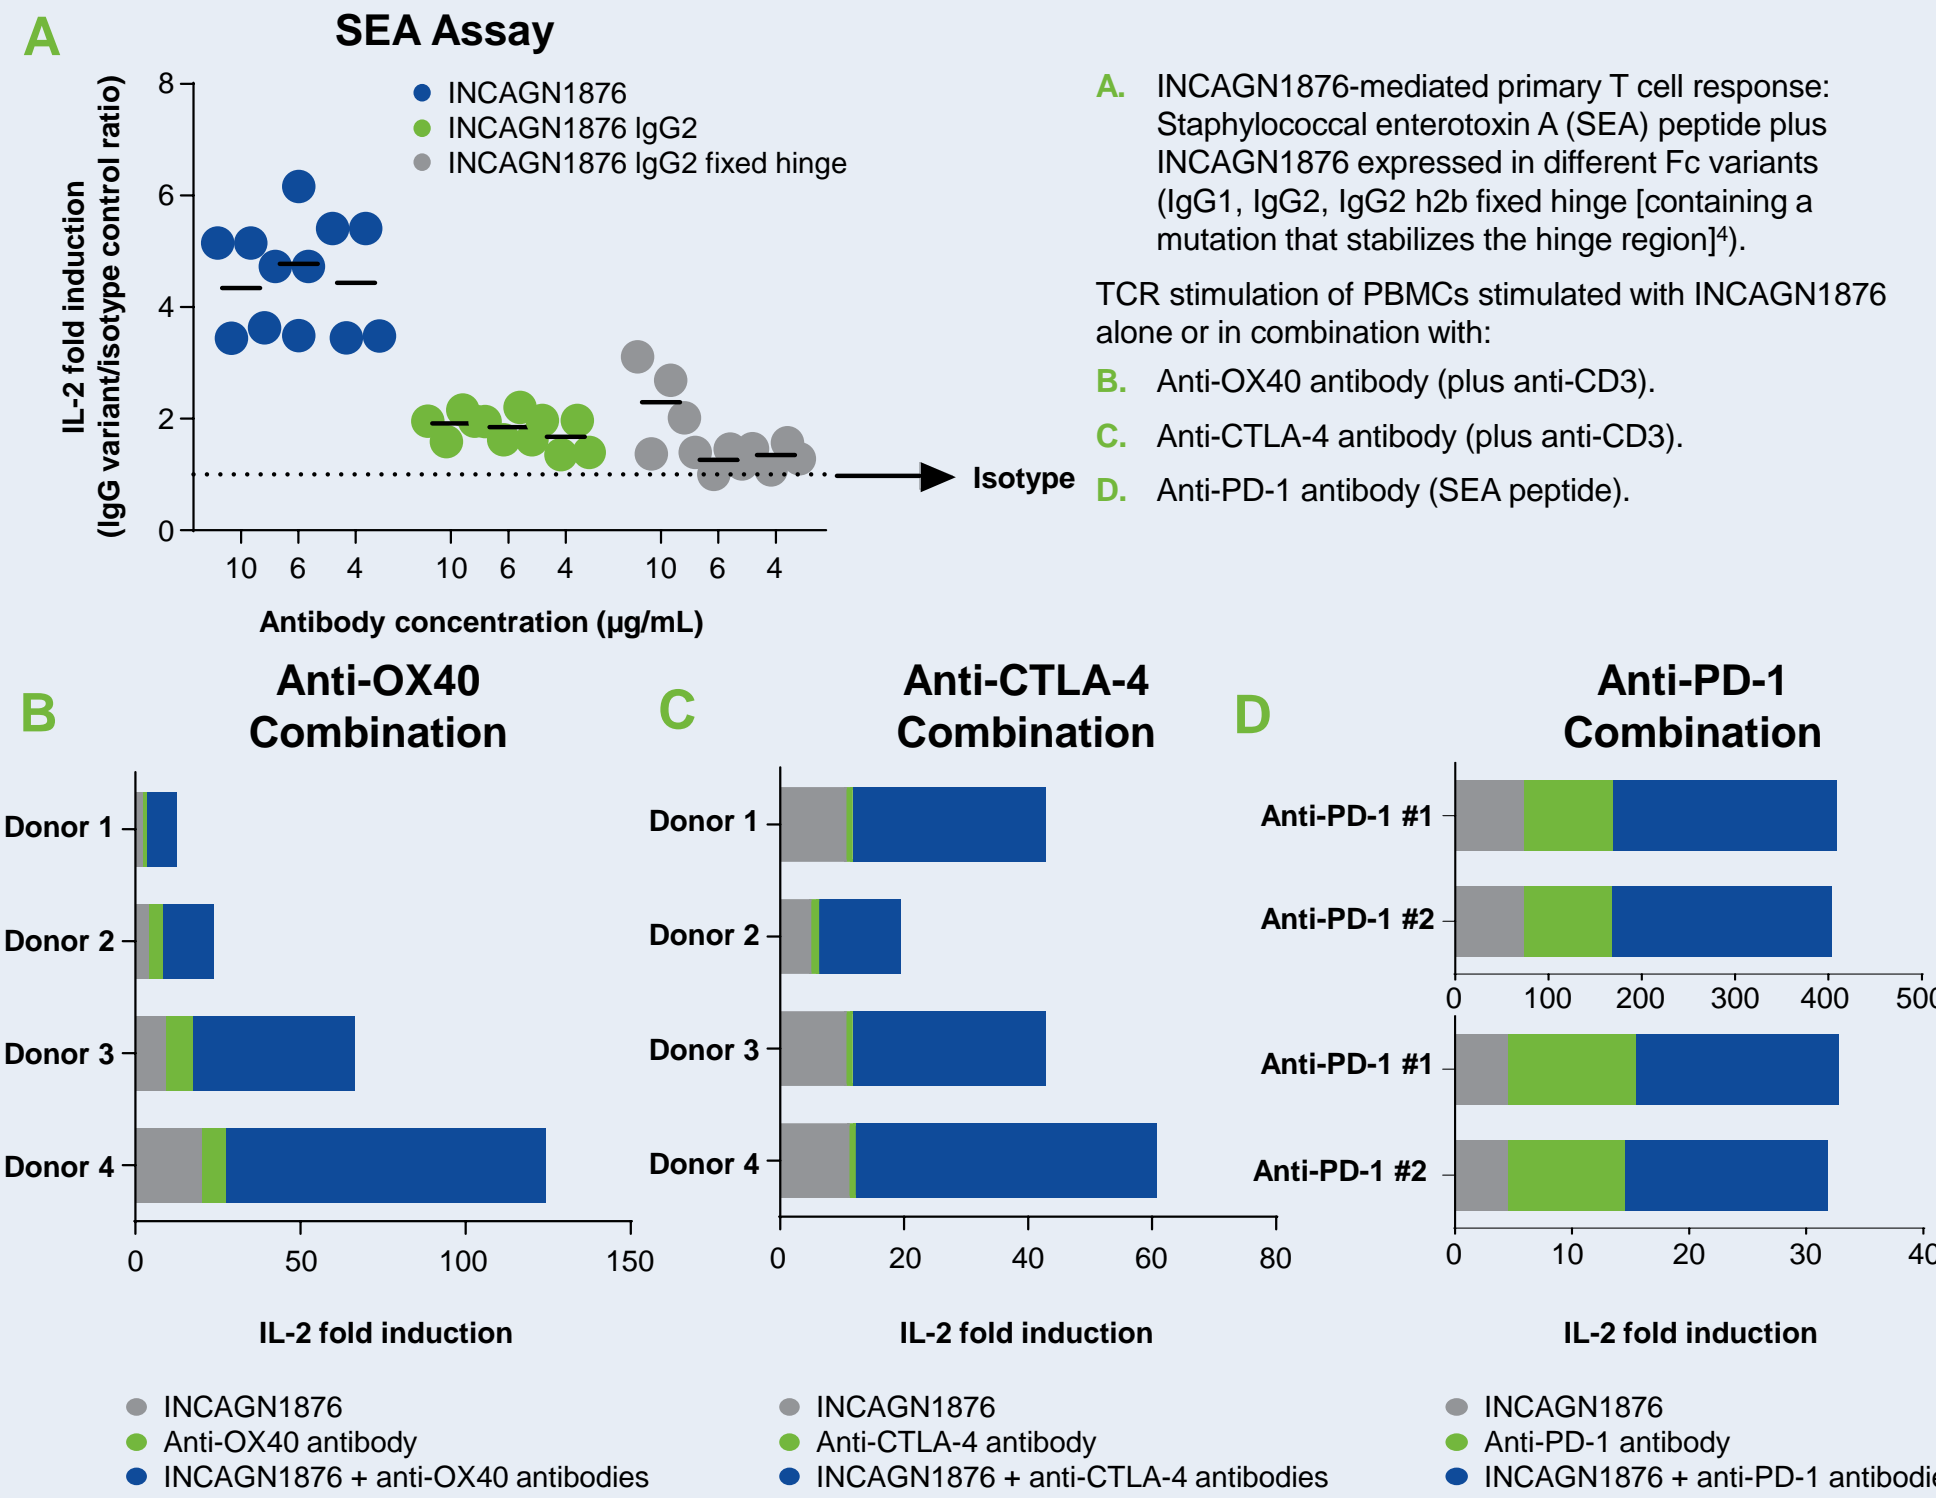 A
SEA Assay
IL-2 fold induction
(IgG variant/isotype control ratio)
8
6
4
2
0
INCAGN1876
INCAGN1876 IgG2
INCAGN1876 IgG2 fixed hinge
Isotype
10 6 4 10 6 4 10 6 4
Antibody concentration (µg/mL)
A. INCAGN1876-mediated primary T cell response:
Staphylococcal enterotoxin A (SEA) peptide plus
INCAGN1876 expressed in different Fc variants
(IgG1, IgG2, IgG2 h2b fixed hinge [containing a
mutation that stabilizes the hinge region]⁴).
TCR stimulation of PBMCs stimulated with INCAGN1876
alone or in combination with:
B. Anti-OX40 antibody (plus anti-CD3).
C. Anti-CTLA-4 antibody (plus anti-CD3).
D. Anti-PD-1 antibody (SEA peptide).
B
Anti-OX40
Combination
Donor 1
Donor 2
Donor 3
Donor 4
0 50 100 150
IL-2 fold induction
INCAGN1876
Anti-OX40 antibody
INCAGN1876 + anti-OX40 antibodies
C
Anti-CTLA-4
Combination
Donor 1
Donor 2
Donor 3
Donor 4
0 20 40 60 80
IL-2 fold induction
INCAGN1876
Anti-CTLA-4 antibody
INCAGN1876 + anti-CTLA-4 antibodies
D
Anti-PD-1
Combination
Anti-PD-1 #1
Anti-PD-1 #2
0 100 200 300 400 500
Anti-PD-1 #1
Anti-PD-1 #2
0 10 20 30 40
IL-2 fold induction
INCAGN1876
Anti-PD-1 antibody
INCAGN1876 + anti-PD-1